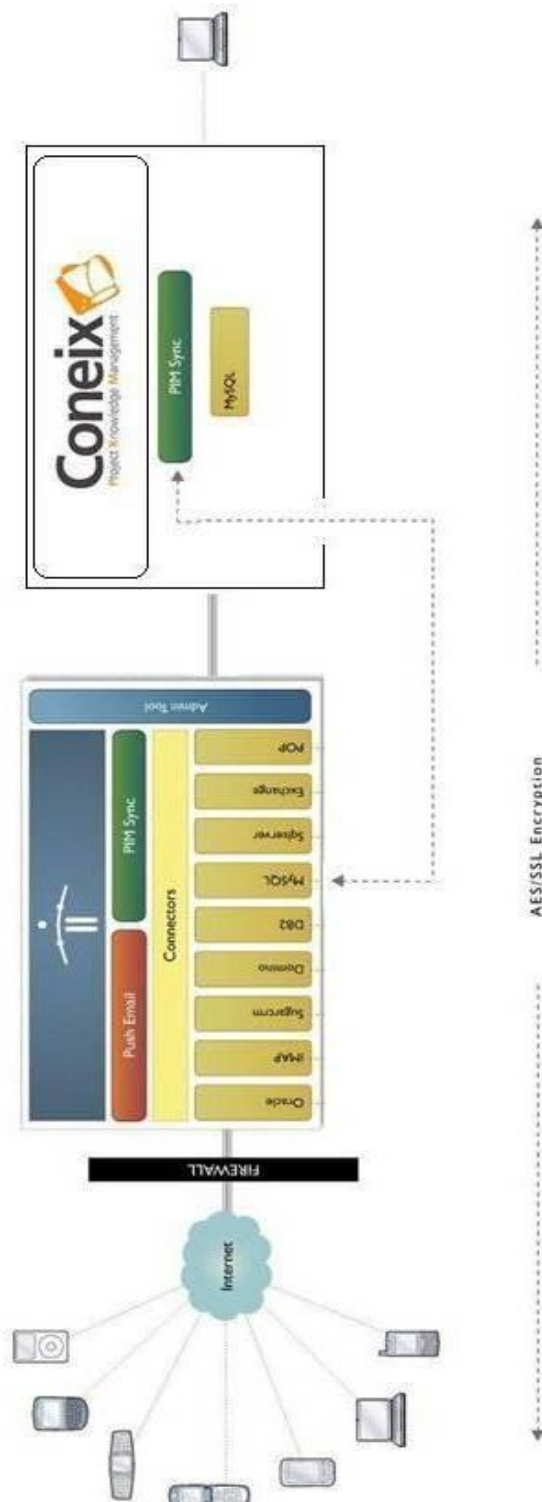 Coneix
Project Knowledge Management
PIM Sync
MySQL
Admin Tool
PIM Sync
Push Email
Connectors
POP
Exchange
Sqlserver
MySQL
DB2
Domino
Sugarcrm
iMAP
Oracle
FIREWALL
Internet
AES/SSL Encryption